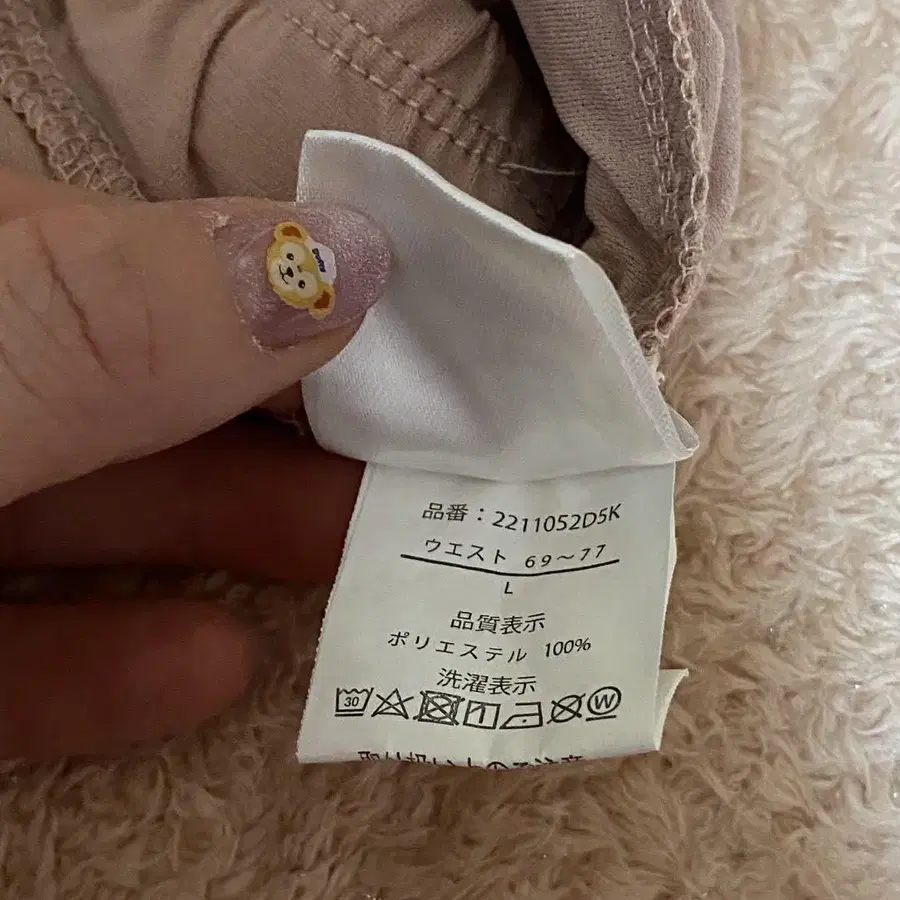 Duffy
品番：2211052D5K
ウエスト 69～77
L
品質表示
ポリエステル 100%
洗濯表示
30
W